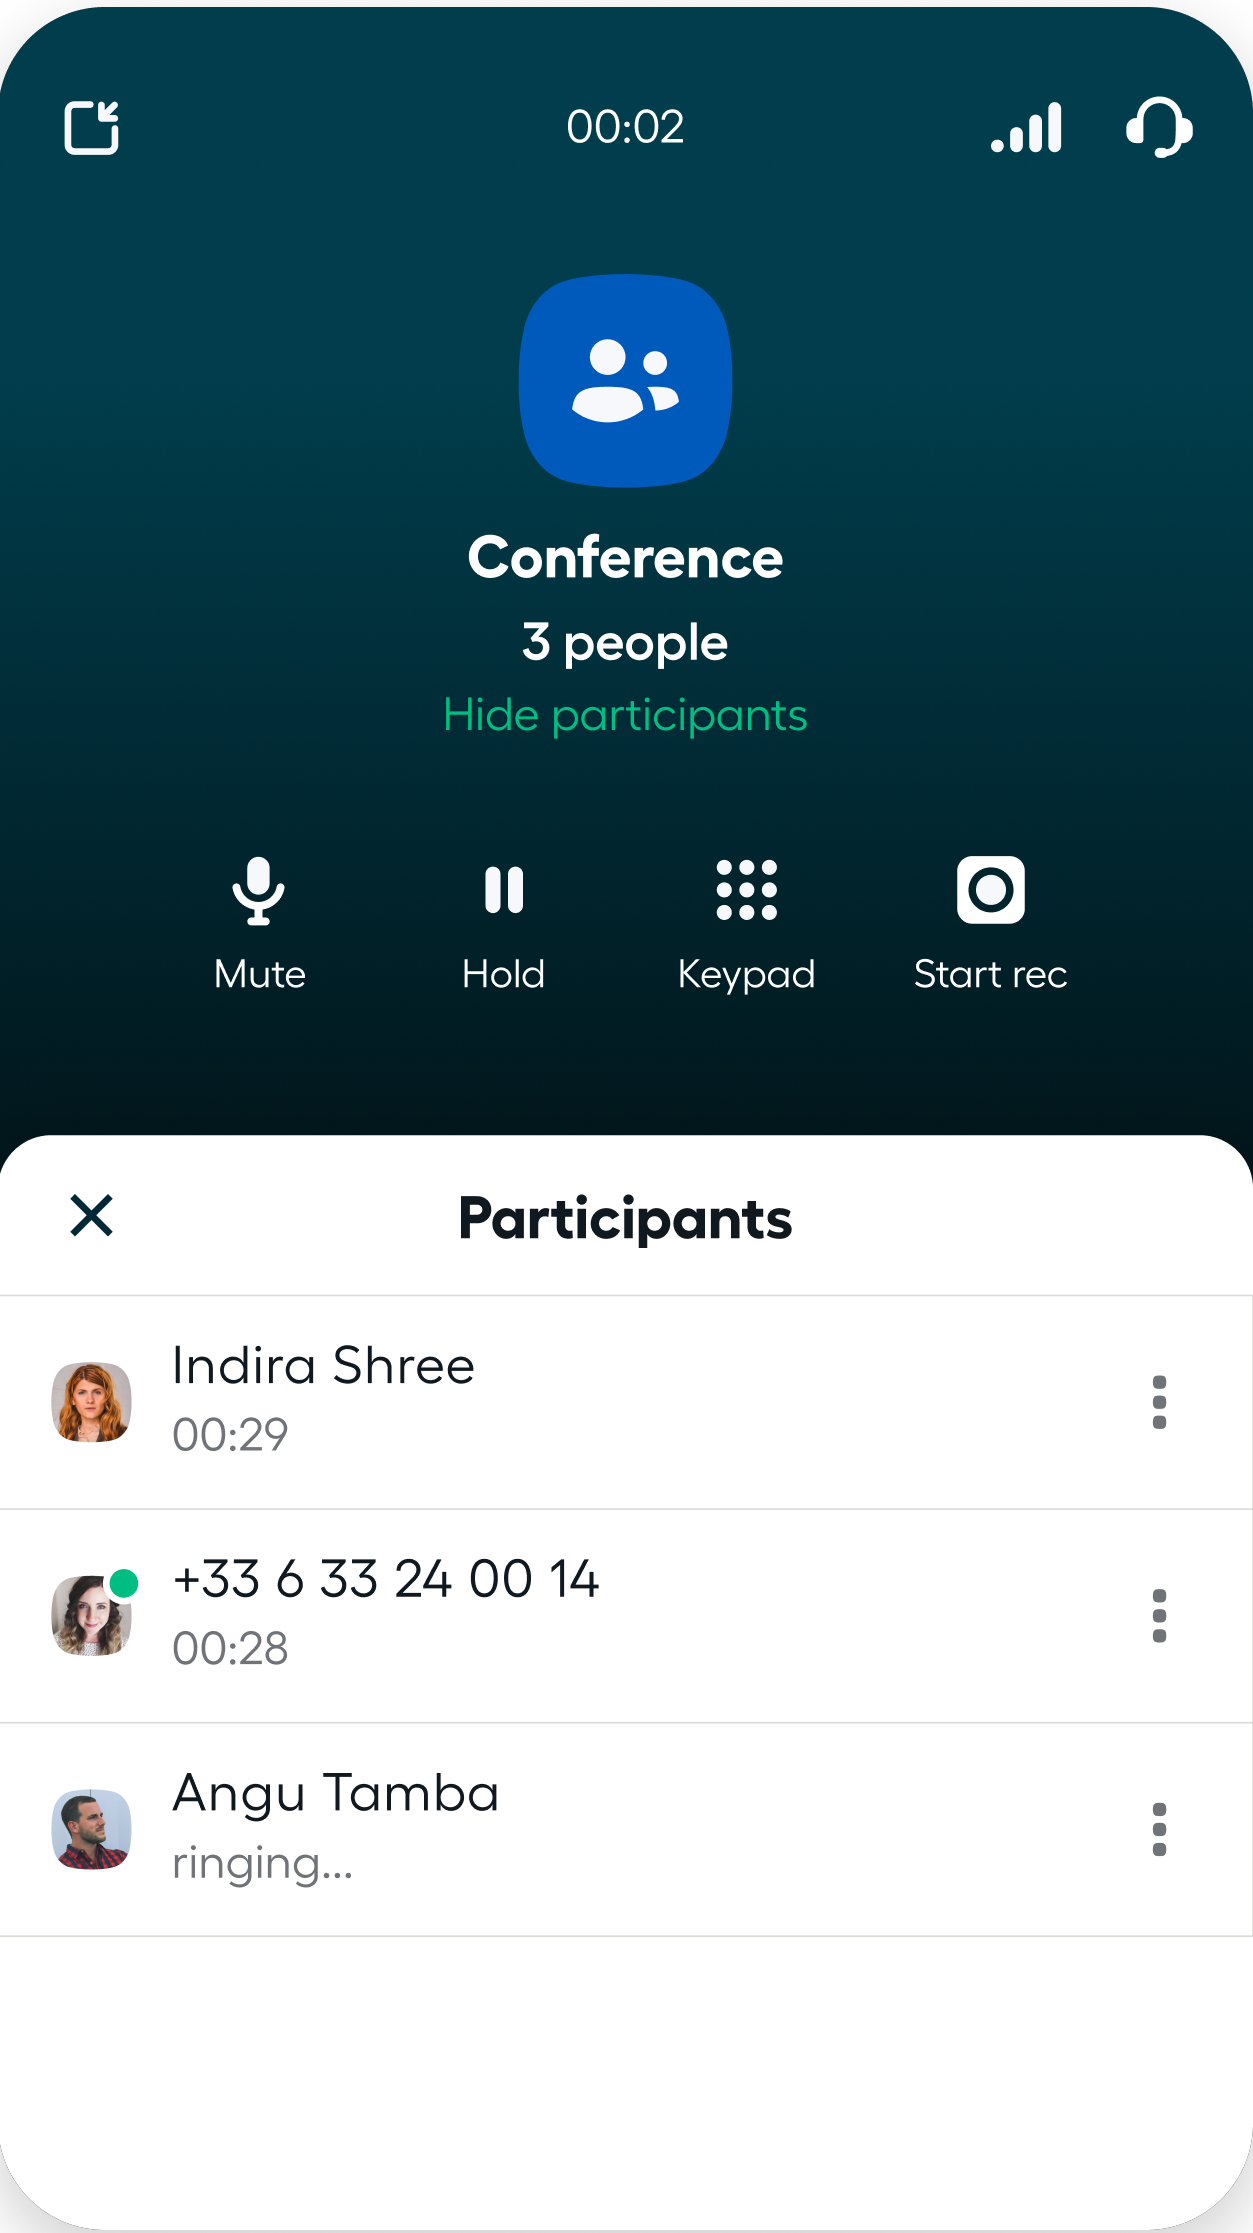 00:02
Conference
3 people
Hide participants
Mute
Hold
Keypad
Start rec
Participants
Indira Shree
00:29
+33 6 33 24 00 14
00:28
Angu Tamba
ringing...